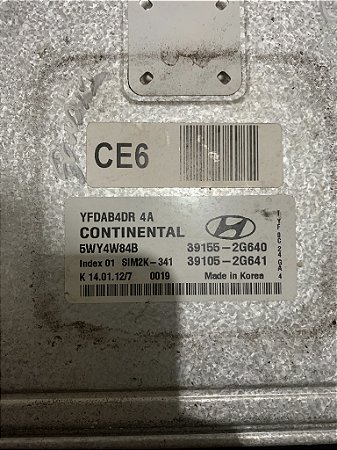 CE6
YFDAB4DR 4A
CONTINENTAL
5WY4W84B 39155-2G640
Index 01 SIM2K-341 39105-2G641
K 14.01.12/7 0019 Made in Korea